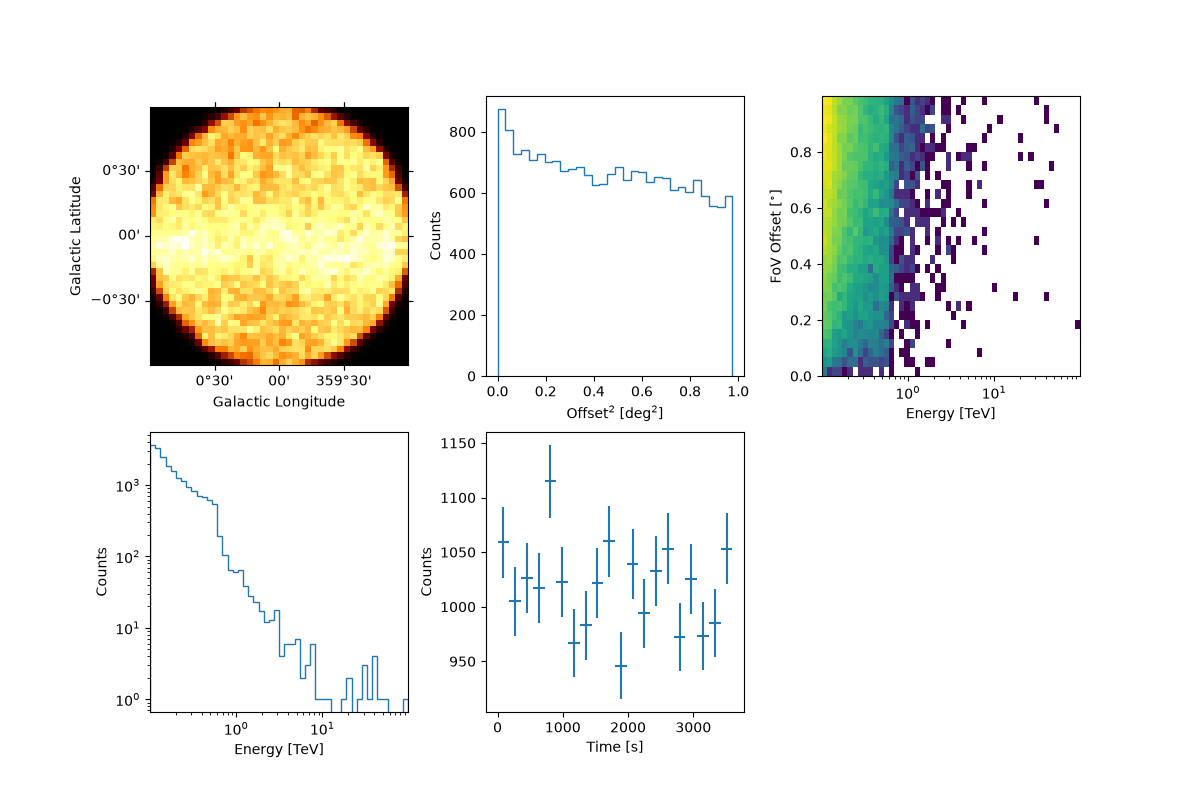 Galactic Latitude
0°30'
00'
−0°30'
0°30' 00' 359°30'
Galactic Longitude
Counts
800
600
400
200
0
0.0 0.2 0.4 0.6 0.8 1.0
Offset² [deg²]
FoV Offset [°]
0.8
0.6
0.4
0.2
0.0
10⁰ 10¹
Energy [TeV]
Counts
10³
10²
10¹
10⁰
10⁰ 10¹
Energy [TeV]
Counts
1150
1100
1050
1000
950
0 1000 2000 3000
Time [s]